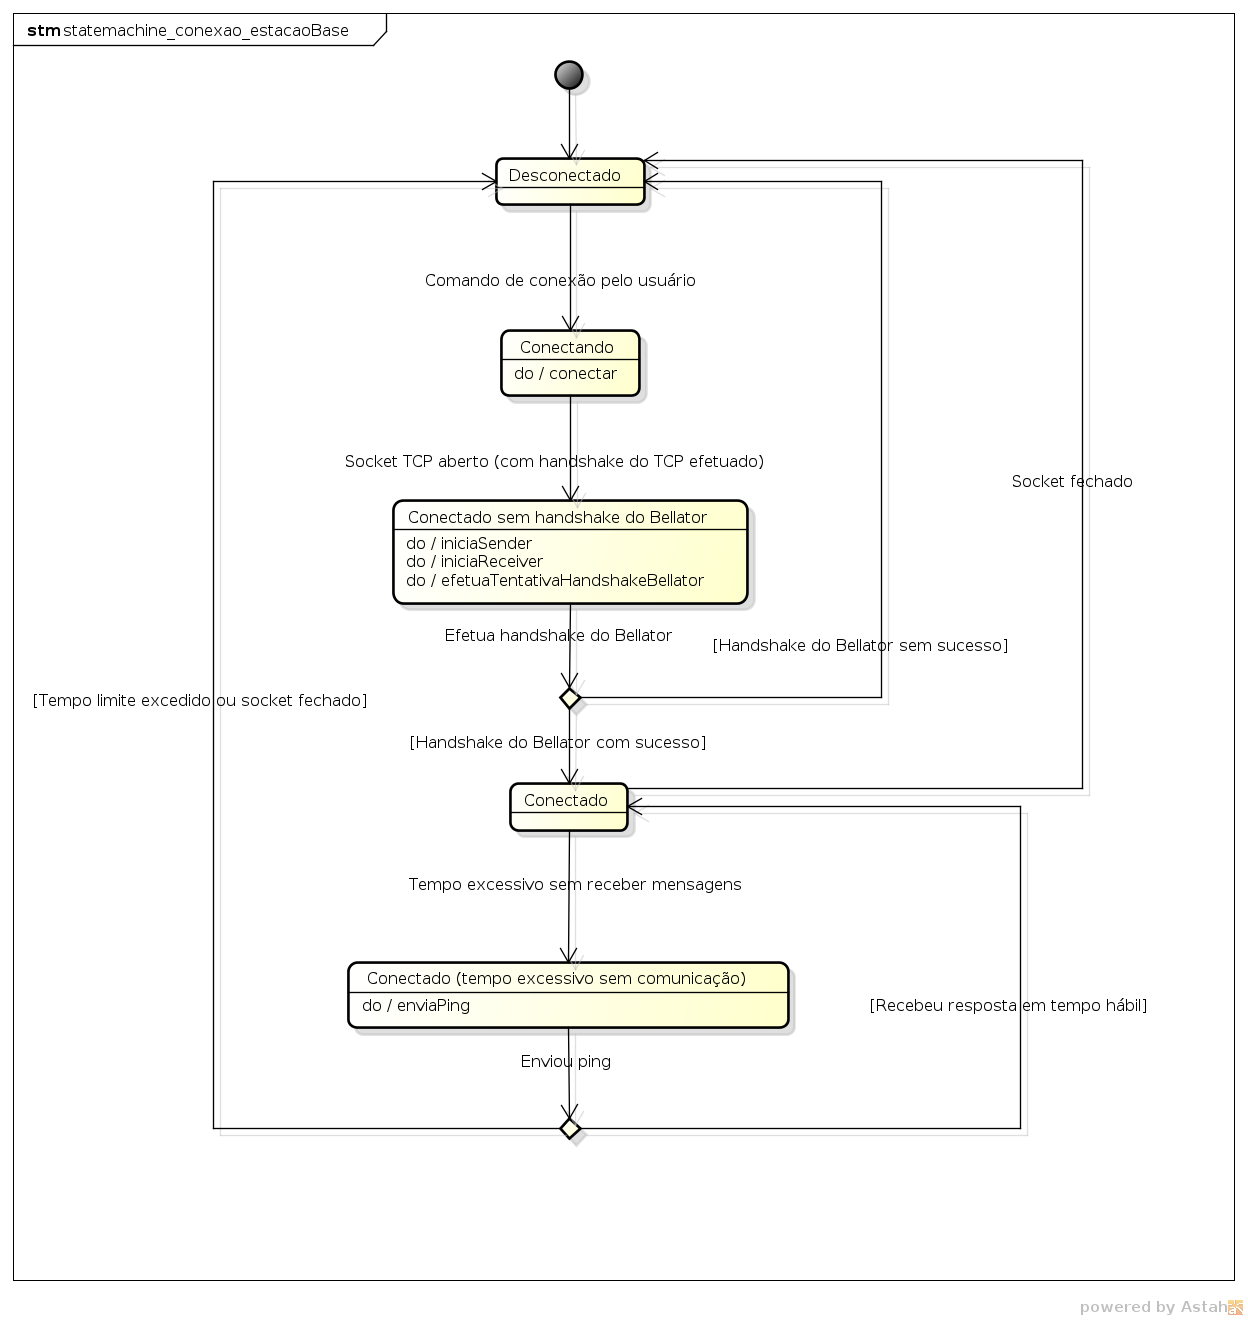 stm statemachine_conexao_estacaoBase
Desconectado
Comando de conexão pelo usuário
Conectando
do / conectar
Socket TCP aberto (com handshake do TCP efetuado)
Socket fechado
Conectado sem handshake do Bellator
do / iniciaSender
do / iniciaReceiver
do / efetuaTentativaHandshakeBellator
Efetua handshake do Bellator
[Handshake do Bellator sem sucesso]
[Tempo limite excedido ou socket fechado]
[Handshake do Bellator com sucesso]
Conectado
Tempo excessivo sem receber mensagens
Conectado (tempo excessivo sem comunicação)
do / enviaPing
[Recebeu resposta em tempo hábil]
Enviou ping
powered by Astah